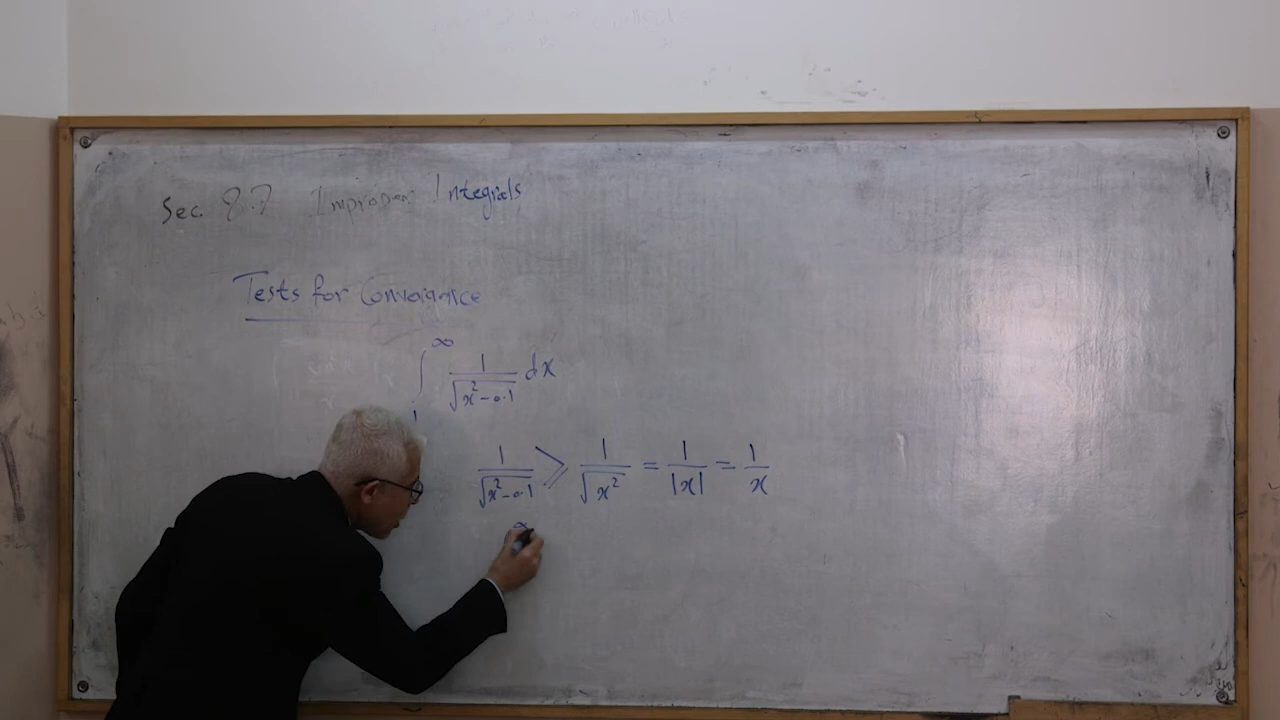 Sec. 8.7 Improper Integrals
Tests for Convergence
∫₁^∞ 1/√(x²-0.1) dx
1/√(x²-0.1) ⩾ 1/√(x²) = 1/|x| = 1/x
∞